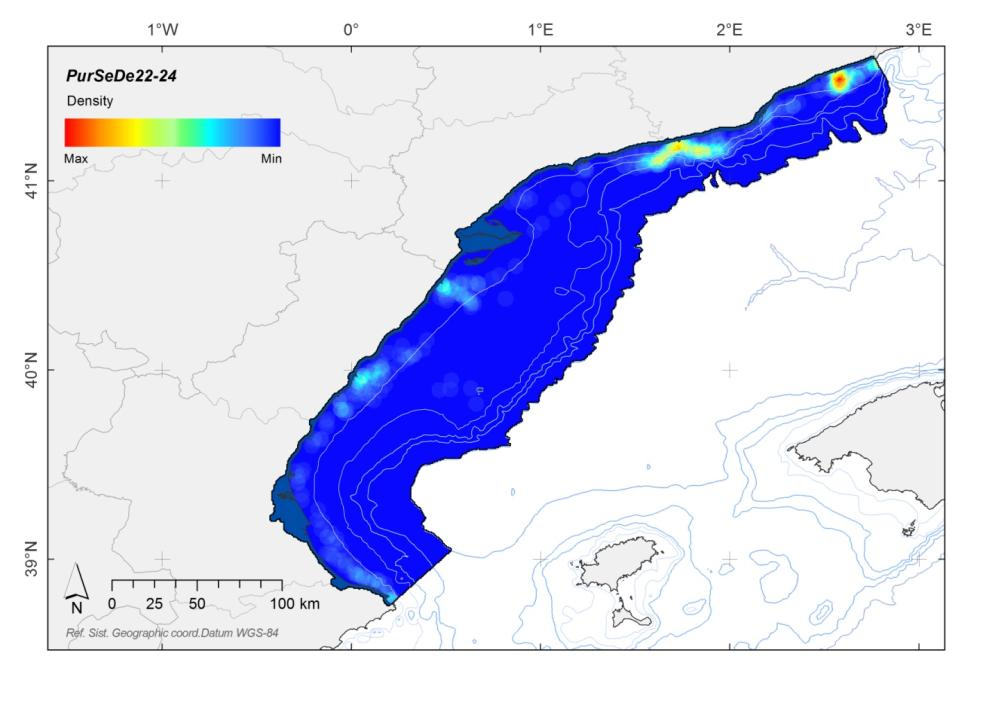 1°W 0° 1°E 2°E 3°E
PurSeDe22-24
Density
Max Min
41°N
40°N
39°N
N
0 25 50 100 km
Ref. Sist. Geographic coord.Datum WGS-84